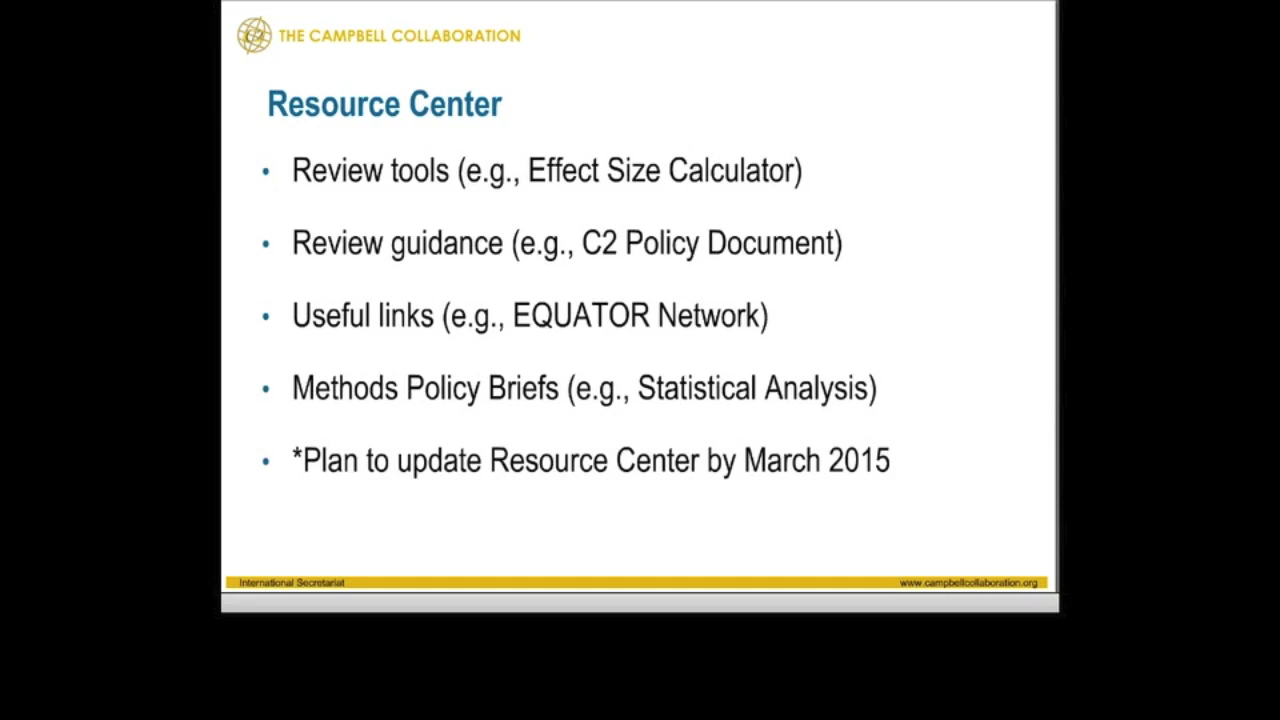 THE CAMPBELL COLLABORATION
Resource Center
• Review tools (e.g., Effect Size Calculator)
• Review guidance (e.g., C2 Policy Document)
• Useful links (e.g., EQUATOR Network)
• Methods Policy Briefs (e.g., Statistical Analysis)
• *Plan to update Resource Center by March 2015
International Secretariat
www.campbellcollaboration.org